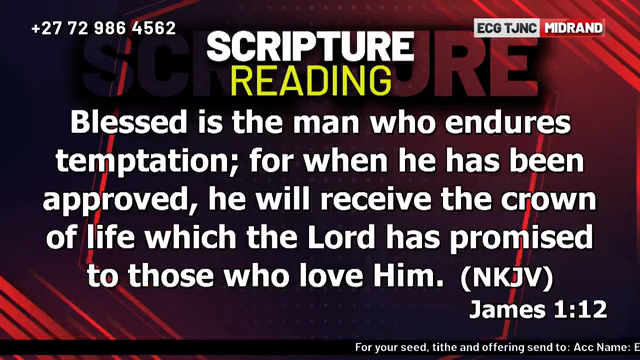 +27 72 986 4562
ECG TJNC MIDRAND
SCRIPTURE
READING
Blessed is the man who endures
temptation; for when he has been
approved, he will receive the crown
of life which the Lord has promised
to those who love Him. (NKJV)
James 1:12
For your seed, tithe and offering send to: Acc Name: E